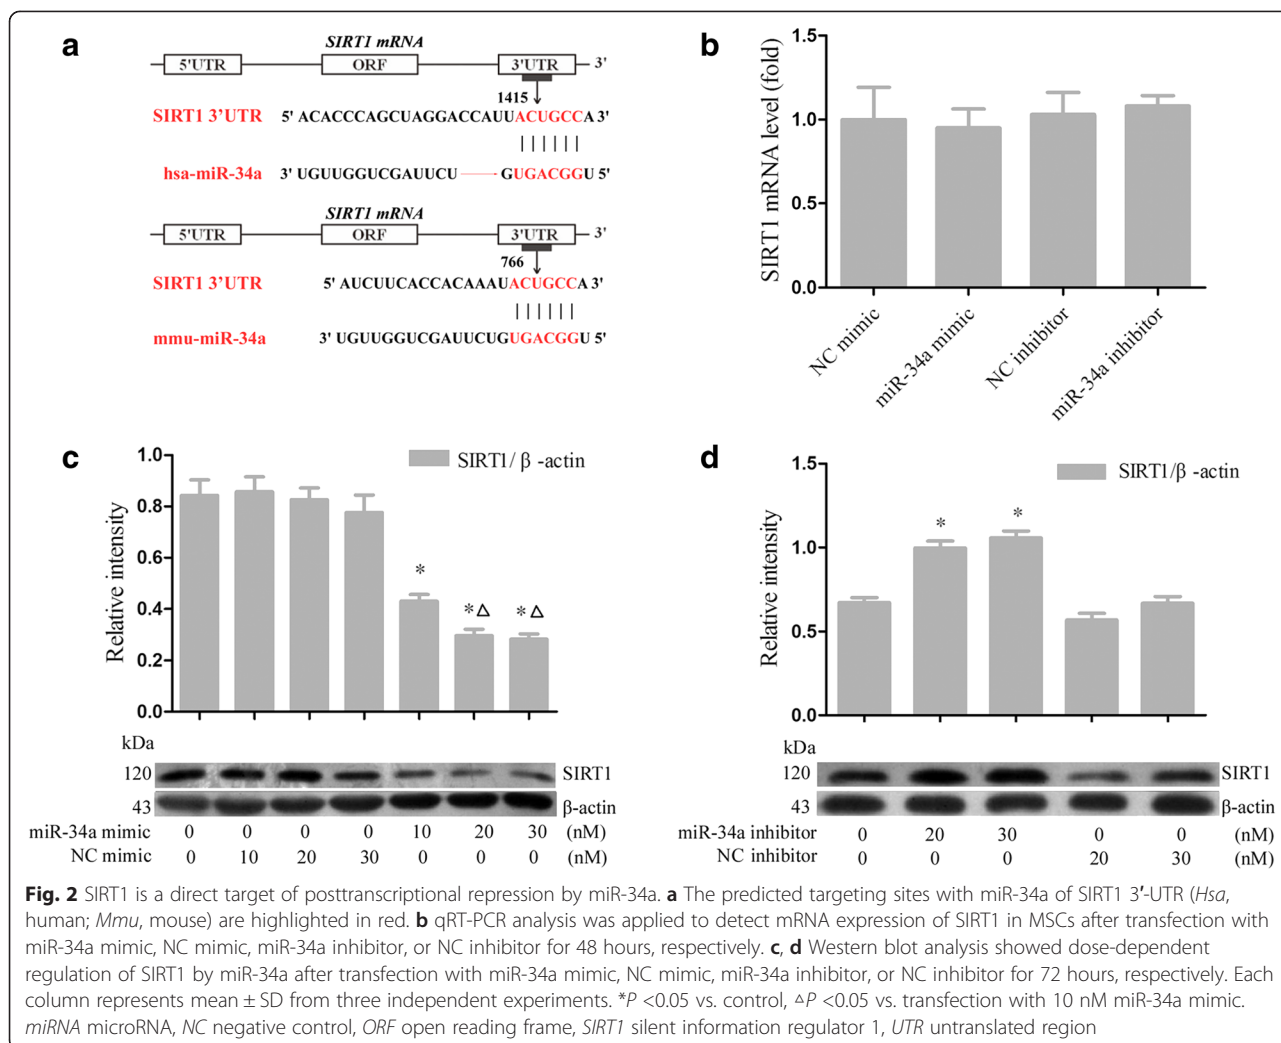 a
SIRT1 mRNA
5'UTR ORF 3'UTR 3'
1415
SIRT1 3'UTR 5' ACACCCAGCUAGGACCAUUACUGCCA 3'
hsa-miR-34a 3' UGUUGGUCGAUUCU GUGACGGU 5'
SIRT1 mRNA
5'UTR ORF 3'UTR 3'
766
SIRT1 3'UTR 5' AUCUUCACCACAAAUACUGCCA 3'
mmu-miR-34a 3' UGUUGGUCGAUUCUGUGACGGU 5'
b
SIRT1 mRNA level (fold)
1.5
1.0
0.5
0.0
NC mimic
miR-34a mimic
NC inhibitor
miR-34a inhibitor
c
SIRT1/β -actin
Relative intensity
1.0
0.8
0.6
0.4
0.2
0.0
*
*Δ
*Δ
kDa
120 SIRT1
43 β-actin
miR-34a mimic 0 0 0 0 10 20 30 (nM)
NC mimic 0 10 20 30 0 0 0 (nM)
d
SIRT1/β -actin
Relative intensity
1.5
1.0
0.5
0.0
*
*
kDa
120 SIRT1
43 β-actin
miR-34a inhibitor 0 20 30 0 0 (nM)
NC inhibitor 0 0 0 20 30 (nM)
Fig. 2 SIRT1 is a direct target of posttranscriptional repression by miR-34a. a The predicted targeting sites with miR-34a of SIRT1 3′-UTR (Hsa,
human; Mmu, mouse) are highlighted in red. b qRT-PCR analysis was applied to detect mRNA expression of SIRT1 in MSCs after transfection with
miR-34a mimic, NC mimic, miR-34a inhibitor, or NC inhibitor for 48 hours, respectively. c, d Western blot analysis showed dose-dependent
regulation of SIRT1 by miR-34a after transfection with miR-34a mimic, NC mimic, miR-34a inhibitor, or NC inhibitor for 72 hours, respectively. Each
column represents mean ± SD from three independent experiments. *P <0.05 vs. control, ΔP <0.05 vs. transfection with 10 nM miR-34a mimic.
miRNA microRNA, NC negative control, ORF open reading frame, SIRT1 silent information regulator 1, UTR untranslated region